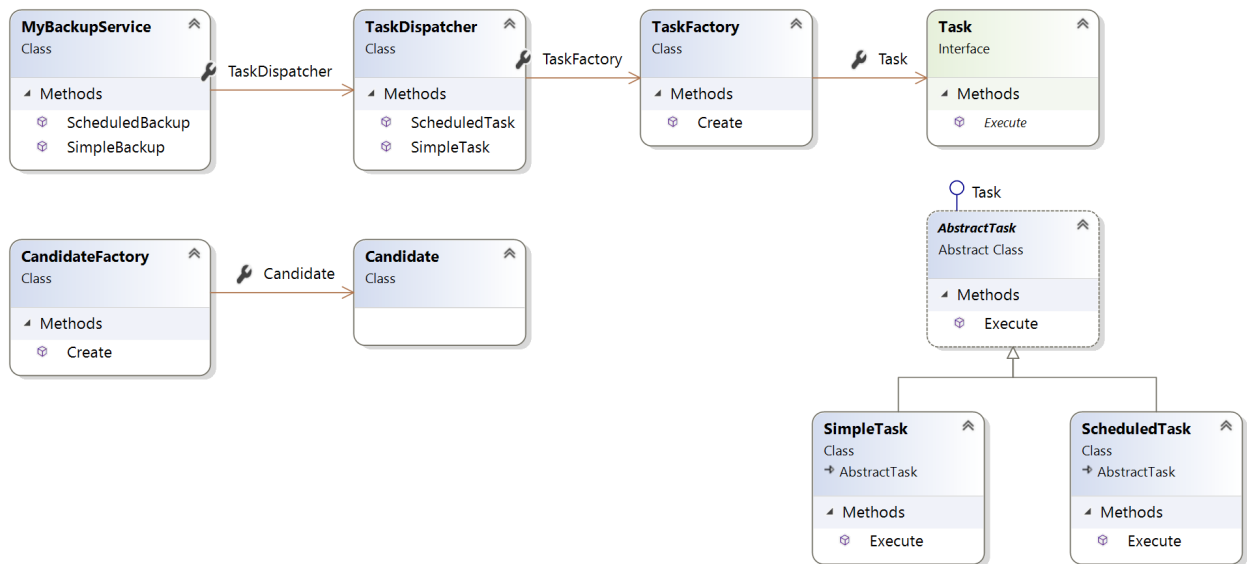 MyBackupService
Class
Methods
ScheduledBackup
SimpleBackup
TaskDispatcher
TaskDispatcher
Class
Methods
ScheduledTask
SimpleTask
TaskFactory
TaskFactory
Class
Methods
Create
Task
Task
Interface
Methods
Execute
CandidateFactory
Class
Methods
Create
Candidate
Candidate
Class
Task
AbstractTask
Abstract Class
Methods
Execute
SimpleTask
Class
AbstractTask
Methods
Execute
ScheduledTask
Class
AbstractTask
Methods
Execute